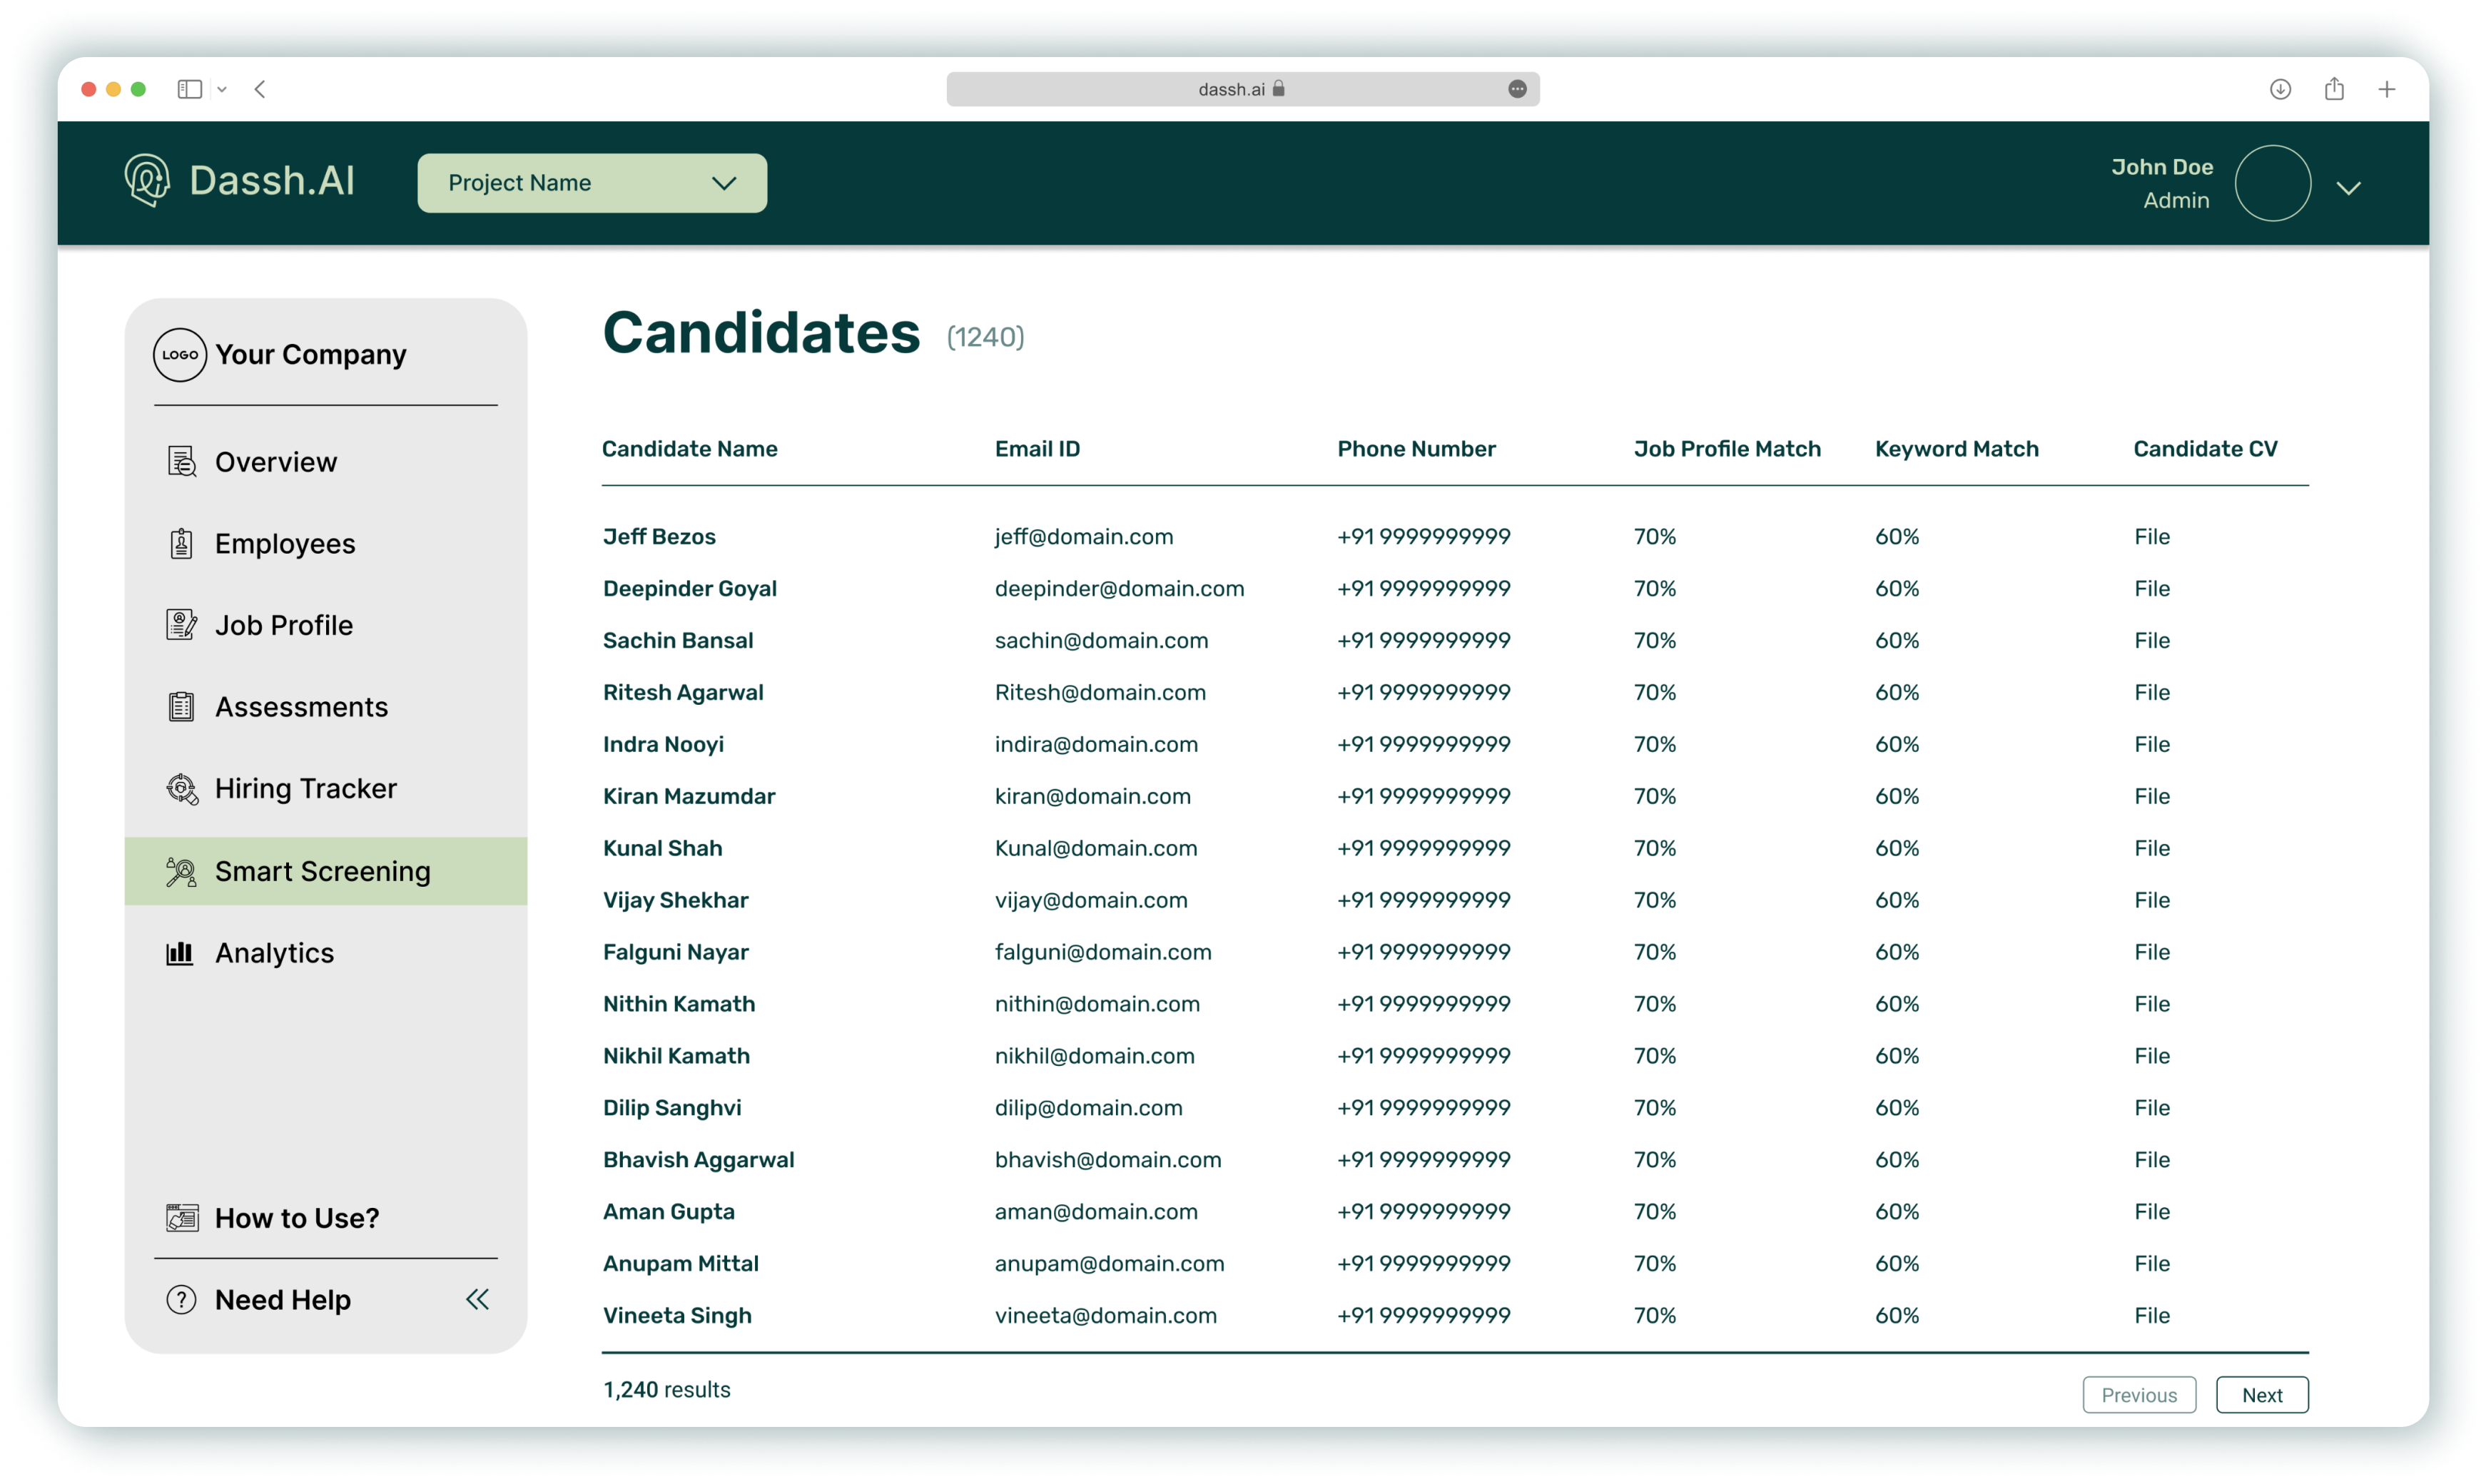 dassh.ai
Dassh.AI
Project Name
John Doe
Admin
LOGO Your Company
Overview
Employees
Job Profile
Assessments
Hiring Tracker
Smart Screening
Analytics
How to Use?
? Need Help
Candidates (1240)
Candidate Name Email ID Phone Number Job Profile Match Keyword Match Candidate CV
Jeff Bezos jeff@domain.com +91 9999999999 70% 60% File
Deepinder Goyal deepinder@domain.com +91 9999999999 70% 60% File
Sachin Bansal sachin@domain.com +91 9999999999 70% 60% File
Ritesh Agarwal Ritesh@domain.com +91 9999999999 70% 60% File
Indra Nooyi indira@domain.com +91 9999999999 70% 60% File
Kiran Mazumdar kiran@domain.com +91 9999999999 70% 60% File
Kunal Shah Kunal@domain.com +91 9999999999 70% 60% File
Vijay Shekhar vijay@domain.com +91 9999999999 70% 60% File
Falguni Nayar falguni@domain.com +91 9999999999 70% 60% File
Nithin Kamath nithin@domain.com +91 9999999999 70% 60% File
Nikhil Kamath nikhil@domain.com +91 9999999999 70% 60% File
Dilip Sanghvi dilip@domain.com +91 9999999999 70% 60% File
Bhavish Aggarwal bhavish@domain.com +91 9999999999 70% 60% File
Aman Gupta aman@domain.com +91 9999999999 70% 60% File
Anupam Mittal anupam@domain.com +91 9999999999 70% 60% File
Vineeta Singh vineeta@domain.com +91 9999999999 70% 60% File
1,240 results
Previous Next